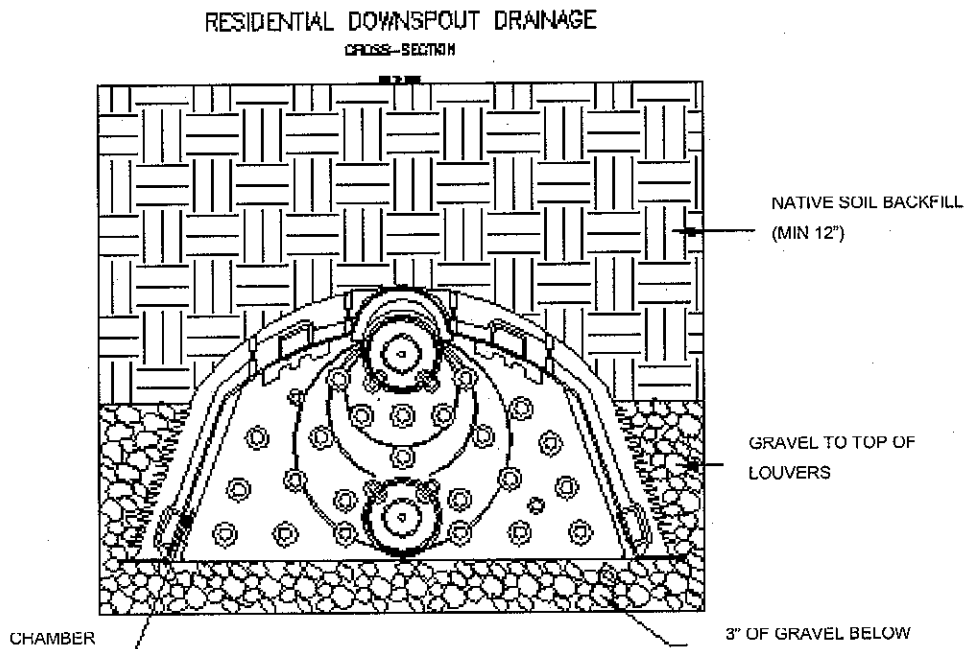 RESIDENTIAL DOWNSPOUT DRAINAGE
CROSS-SECTION
NATIVE SOIL BACKFILL
(MIN 12")
GRAVEL TO TOP OF
LOUVERS
CHAMBER
3" OF GRAVEL BELOW